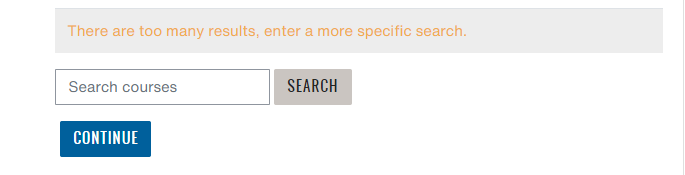 There are too many results, enter a more specific search.
Search courses SEARCH
CONTINUE